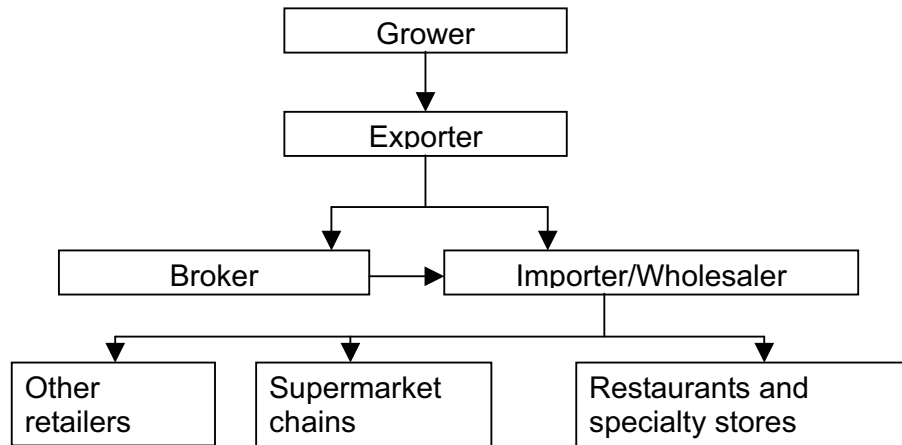 Grower
Exporter
Broker
Importer/Wholesaler
Other
retailers
Supermarket
chains
Restaurants and
specialty stores